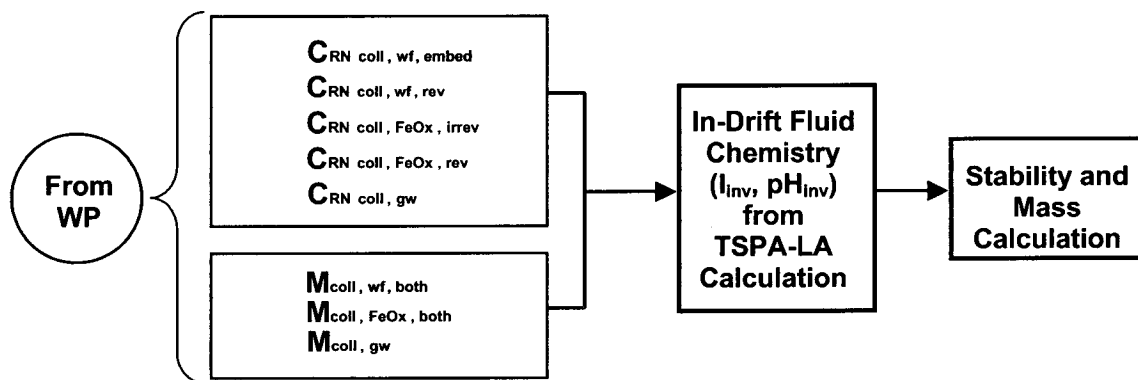 From
WP
CRN coll, wf, embed
CRN coll, wf, rev
CRN coll, FeOx, irrev
CRN coll, FeOx, rev
CRN coll, gw
Mcoll, wf, both
Mcoll, FeOx, both
Mcoll, gw
In-Drift Fluid
Chemistry
(Iinv, pHinv)
from
TSPA-LA
Calculation
Stability and
Mass
Calculation